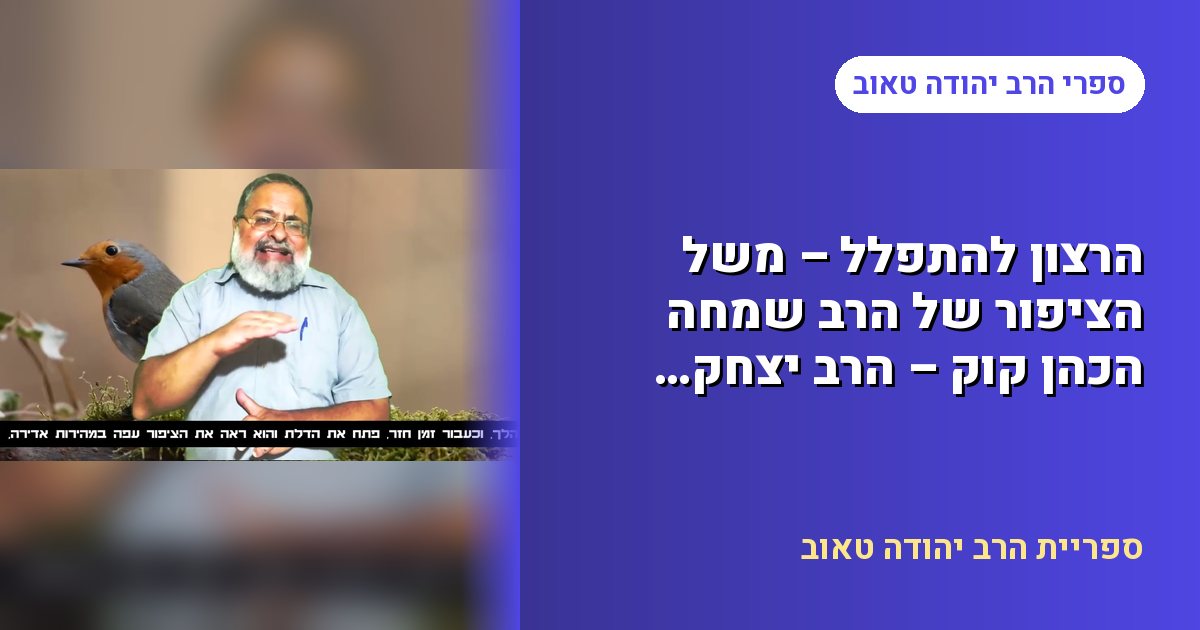 ספרי הרב יהודה טאוב
הרצון להתפלל – משל
הציפור של הרב שמחה
הכהן קוק – הרב יצחק...
הלך, וכעבור זמן חזר, פתח את הדלת והוא ראה את הציפור עפה במהירות אדירה,
ספריית הרב יהודה טאוב